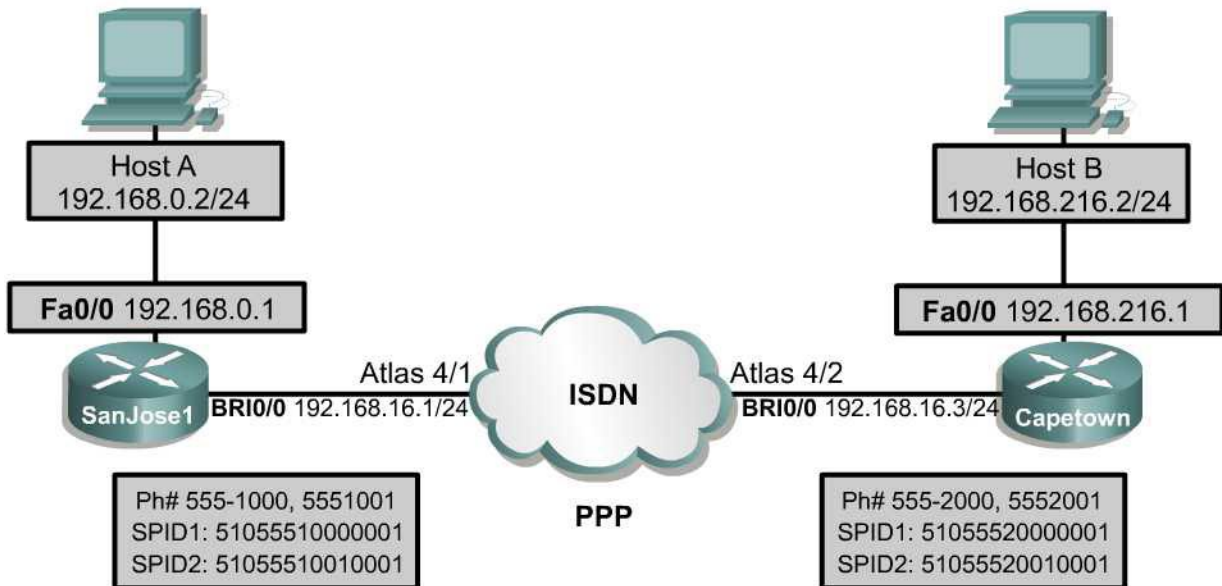 Host A
192.168.0.2/24
Host B
192.168.216.2/24
Fa0/0 192.168.0.1
Fa0/0 192.168.216.1
Atlas 4/1
ISDN
Atlas 4/2
SanJose1
BRI0/0 192.168.16.1/24
BRI0/0 192.168.16.3/24
Capetown
Ph# 555-1000, 5551001
SPID1: 51055510000001
SPID2: 51055510010001
PPP
Ph# 555-2000, 5552001
SPID1: 51055520000001
SPID2: 51055520010001